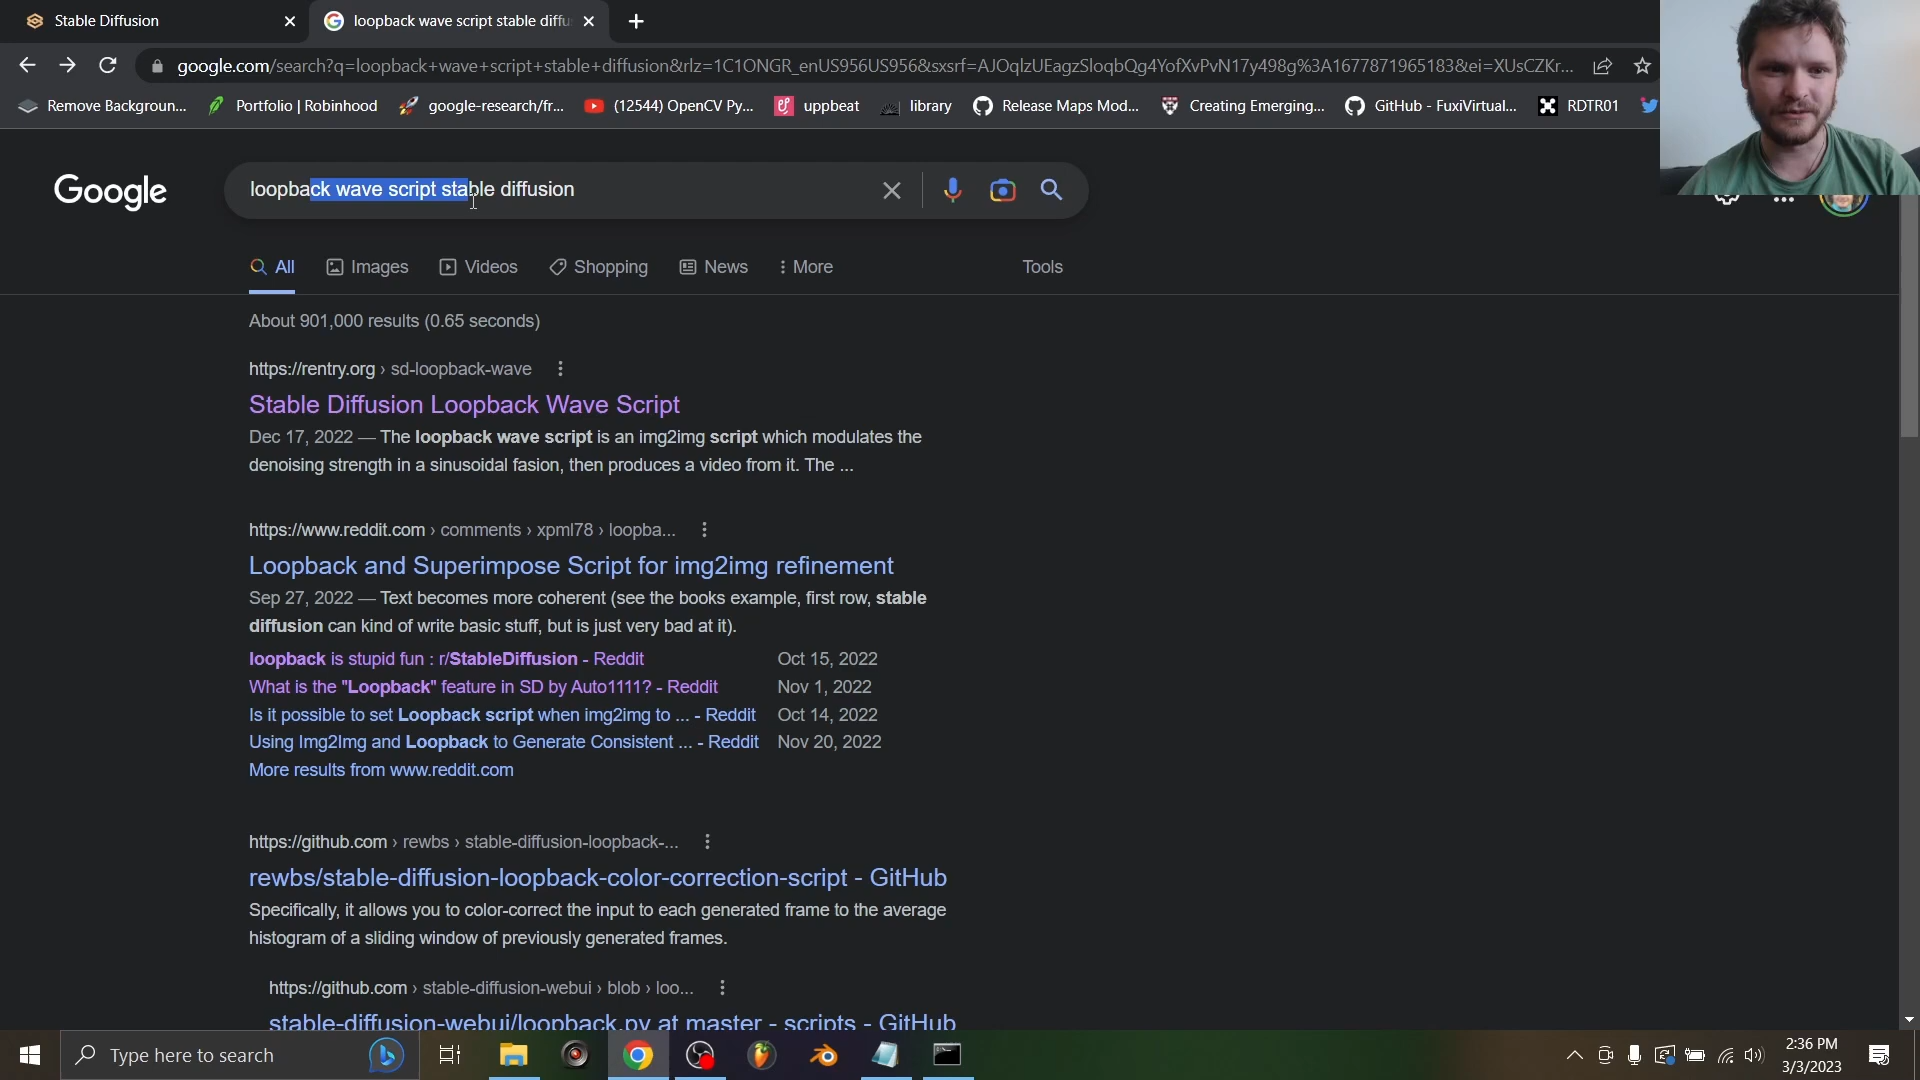 Stable Diffusion
loopback wave script stable diffu
google.com/search?q=loopback+wave+script+stable+diffusion&rlz=1C1ONGR_enUS956US956&sxsrf=AJOqlzUEagzSloqbQg4YofXvPvN17y498g%3A1677871965183&ei=XUsCZKr...
Remove Backgroun... Portfolio | Robinhood google-research/fr... (12544) OpenCV Py... uppbeat library Release Maps Mod... Creating Emerging... GitHub - FuxiVirtual... RDTR01
Google
loopback wave script stable diffusion
All Images Videos Shopping News More Tools
About 901,000 results (0.65 seconds)
https://rentry.org › sd-loopback-wave
Stable Diffusion Loopback Wave Script
Dec 17, 2022 — The loopback wave script is an img2img script which modulates the
denoising strength in a sinusoidal fasion, then produces a video from it. The ...
https://www.reddit.com › comments › xpml78 › loopba...
Loopback and Superimpose Script for img2img refinement
Sep 27, 2022 — Text becomes more coherent (see the books example, first row, stable
diffusion can kind of write basic stuff, but is just very bad at it).
loopback is stupid fun : r/StableDiffusion - Reddit Oct 15, 2022
What is the "Loopback" feature in SD by Auto1111? - Reddit Nov 1, 2022
Is it possible to set Loopback script when img2img to ... - Reddit Oct 14, 2022
Using Img2Img and Loopback to Generate Consistent ... - Reddit Nov 20, 2022
More results from www.reddit.com
https://github.com › rewbs › stable-diffusion-loopback-...
rewbs/stable-diffusion-loopback-color-correction-script - GitHub
Specifically, it allows you to color-correct the input to each generated frame to the average
histogram of a sliding window of previously generated frames.
https://github.com › stable-diffusion-webui › blob › loo...
stable-diffusion-webui/loopback.py at master - scripts - GitHub
Type here to search
2:36 PM
3/3/2023